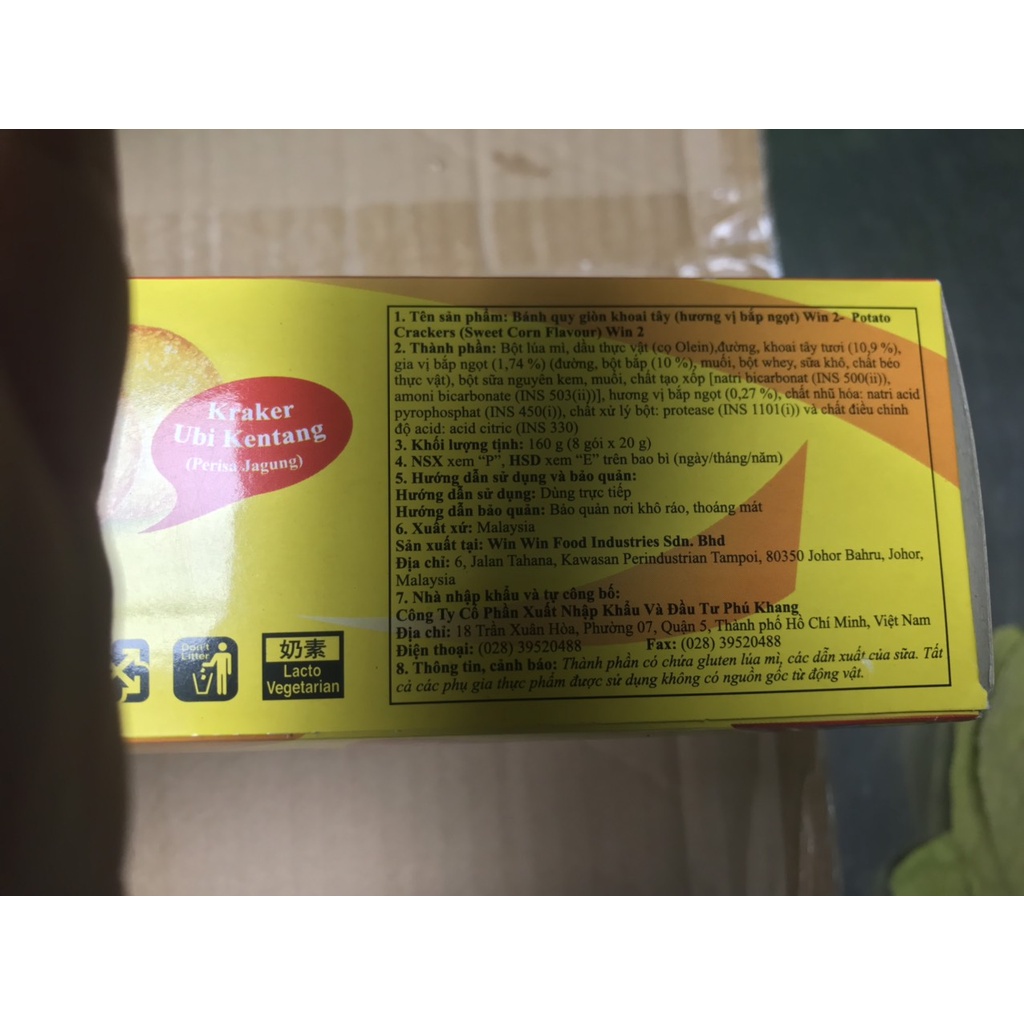 Kraker
Ubi Kentang
(Perisa Jagung)
Don't
Litter
奶素
Lacto
Vegetarian
1. Tên sản phẩm: Bánh quy giòn khoai tây (hương vị bắp ngọt) Win 2- Potato
Crackers (Sweet Corn Flavour) Win 2
2. Thành phần: Bột lúa mì, dầu thực vật (cọ Olein),đường, khoai tây tươi (10,9 %),
gia vị bắp ngọt (1,74 %) (đường, bột bắp (10 %), muối, bột whey, sữa khô, chất béo
thực vật), bột sữa nguyên kem, muối, chất tạo xốp [natri bicarbonat (INS 500(ii)),
amoni bicarbonate (INS 503(ii))], hương vị bắp ngọt (0,27 %), chất nhũ hóa: natri acid
pyrophosphat (INS 450(i)), chất xử lý bột: protease (INS 1101(i)) và chất điều chỉnh
độ acid: acid citric (INS 330)
3. Khối lượng tịnh: 160 g (8 gói x 20 g)
4. NSX xem “P”, HSD xem “E” trên bao bì (ngày/tháng/năm)
5. Hướng dẫn sử dụng và bảo quản:
Hướng dẫn sử dụng: Dùng trực tiếp
Hướng dẫn bảo quản: Bảo quản nơi khô ráo, thoáng mát
6. Xuất xứ: Malaysia
Sản xuất tại: Win Win Food Industries Sdn. Bhd
Địa chỉ: 6, Jalan Tahana, Kawasan Perindustrian Tampoi, 80350 Johor Bahru, Johor,
Malaysia
7. Nhà nhập khẩu và tự công bố:
Công Ty Cổ Phần Xuất Nhập Khẩu Và Đầu Tư Phú Khang
Địa chỉ: 18 Trần Xuân Hòa, Phường 07, Quận 5, Thành phố Hồ Chí Minh, Việt Nam
Điện thoại: (028) 39520488 Fax: (028) 39520488
8. Thông tin, cảnh báo: Thành phần có chứa gluten lúa mì, các dẫn xuất của sữa. Tất
cả các phụ gia thực phẩm được sử dụng không có nguồn gốc từ động vật.